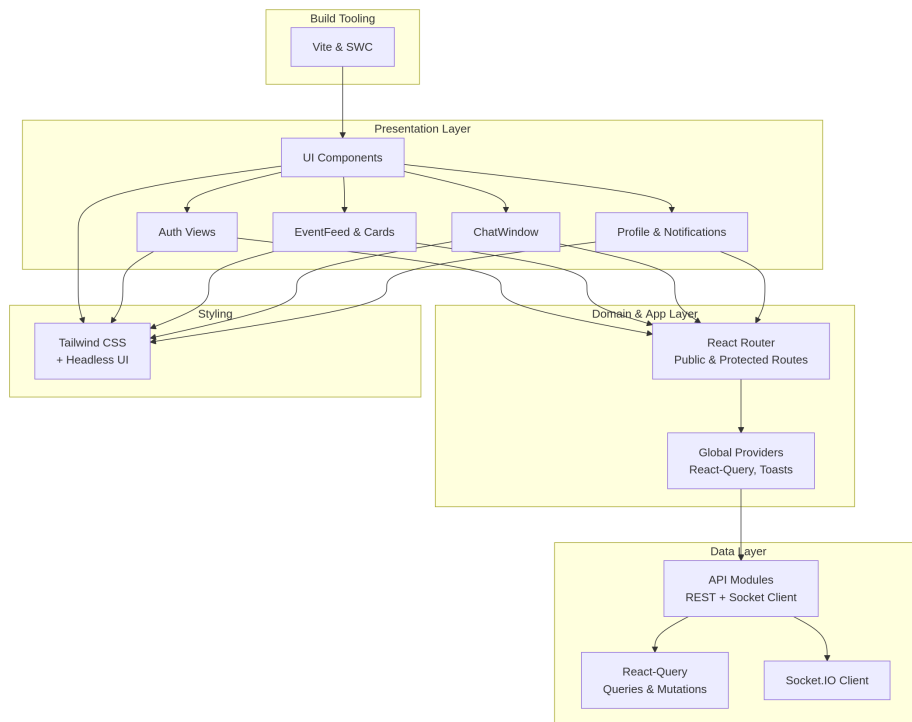 Build Tooling
Vite & SWC
Presentation Layer
UI Components
Auth Views
EventFeed & Cards
ChatWindow
Profile & Notifications
Styling
Tailwind CSS
+ Headless UI
Domain & App Layer
React Router
Public & Protected Routes
Global Providers
React-Query, Toasts
Data Layer
API Modules
REST + Socket Client
React-Query
Queries & Mutations
Socket.IO Client